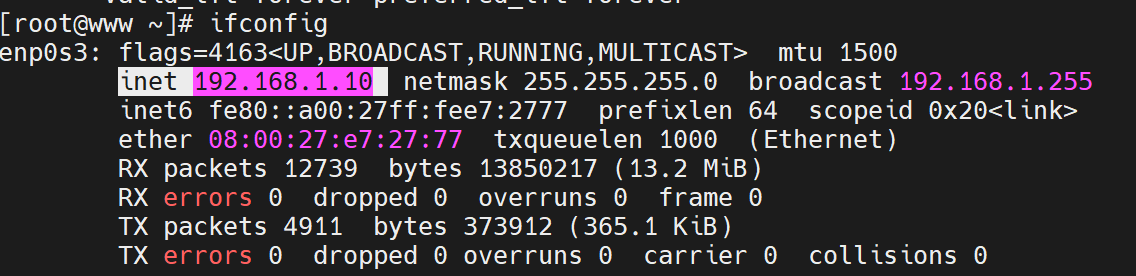 [root@www ~]# ifconfig
enp0s3: flags=4163<UP,BROADCAST,RUNNING,MULTICAST>  mtu 1500
        inet 192.168.1.10  netmask 255.255.255.0  broadcast 192.168.1.255
        inet6 fe80::a00:27ff:fee7:2777  prefixlen 64  scopeid 0x20<link>
        ether 08:00:27:e7:27:77  txqueuelen 1000  (Ethernet)
        RX packets 12739  bytes 13850217 (13.2 MiB)
        RX errors 0  dropped 0  overruns 0  frame 0
        TX packets 4911  bytes 373912 (365.1 KiB)
        TX errors 0  dropped 0 overruns 0  carrier 0  collisions 0